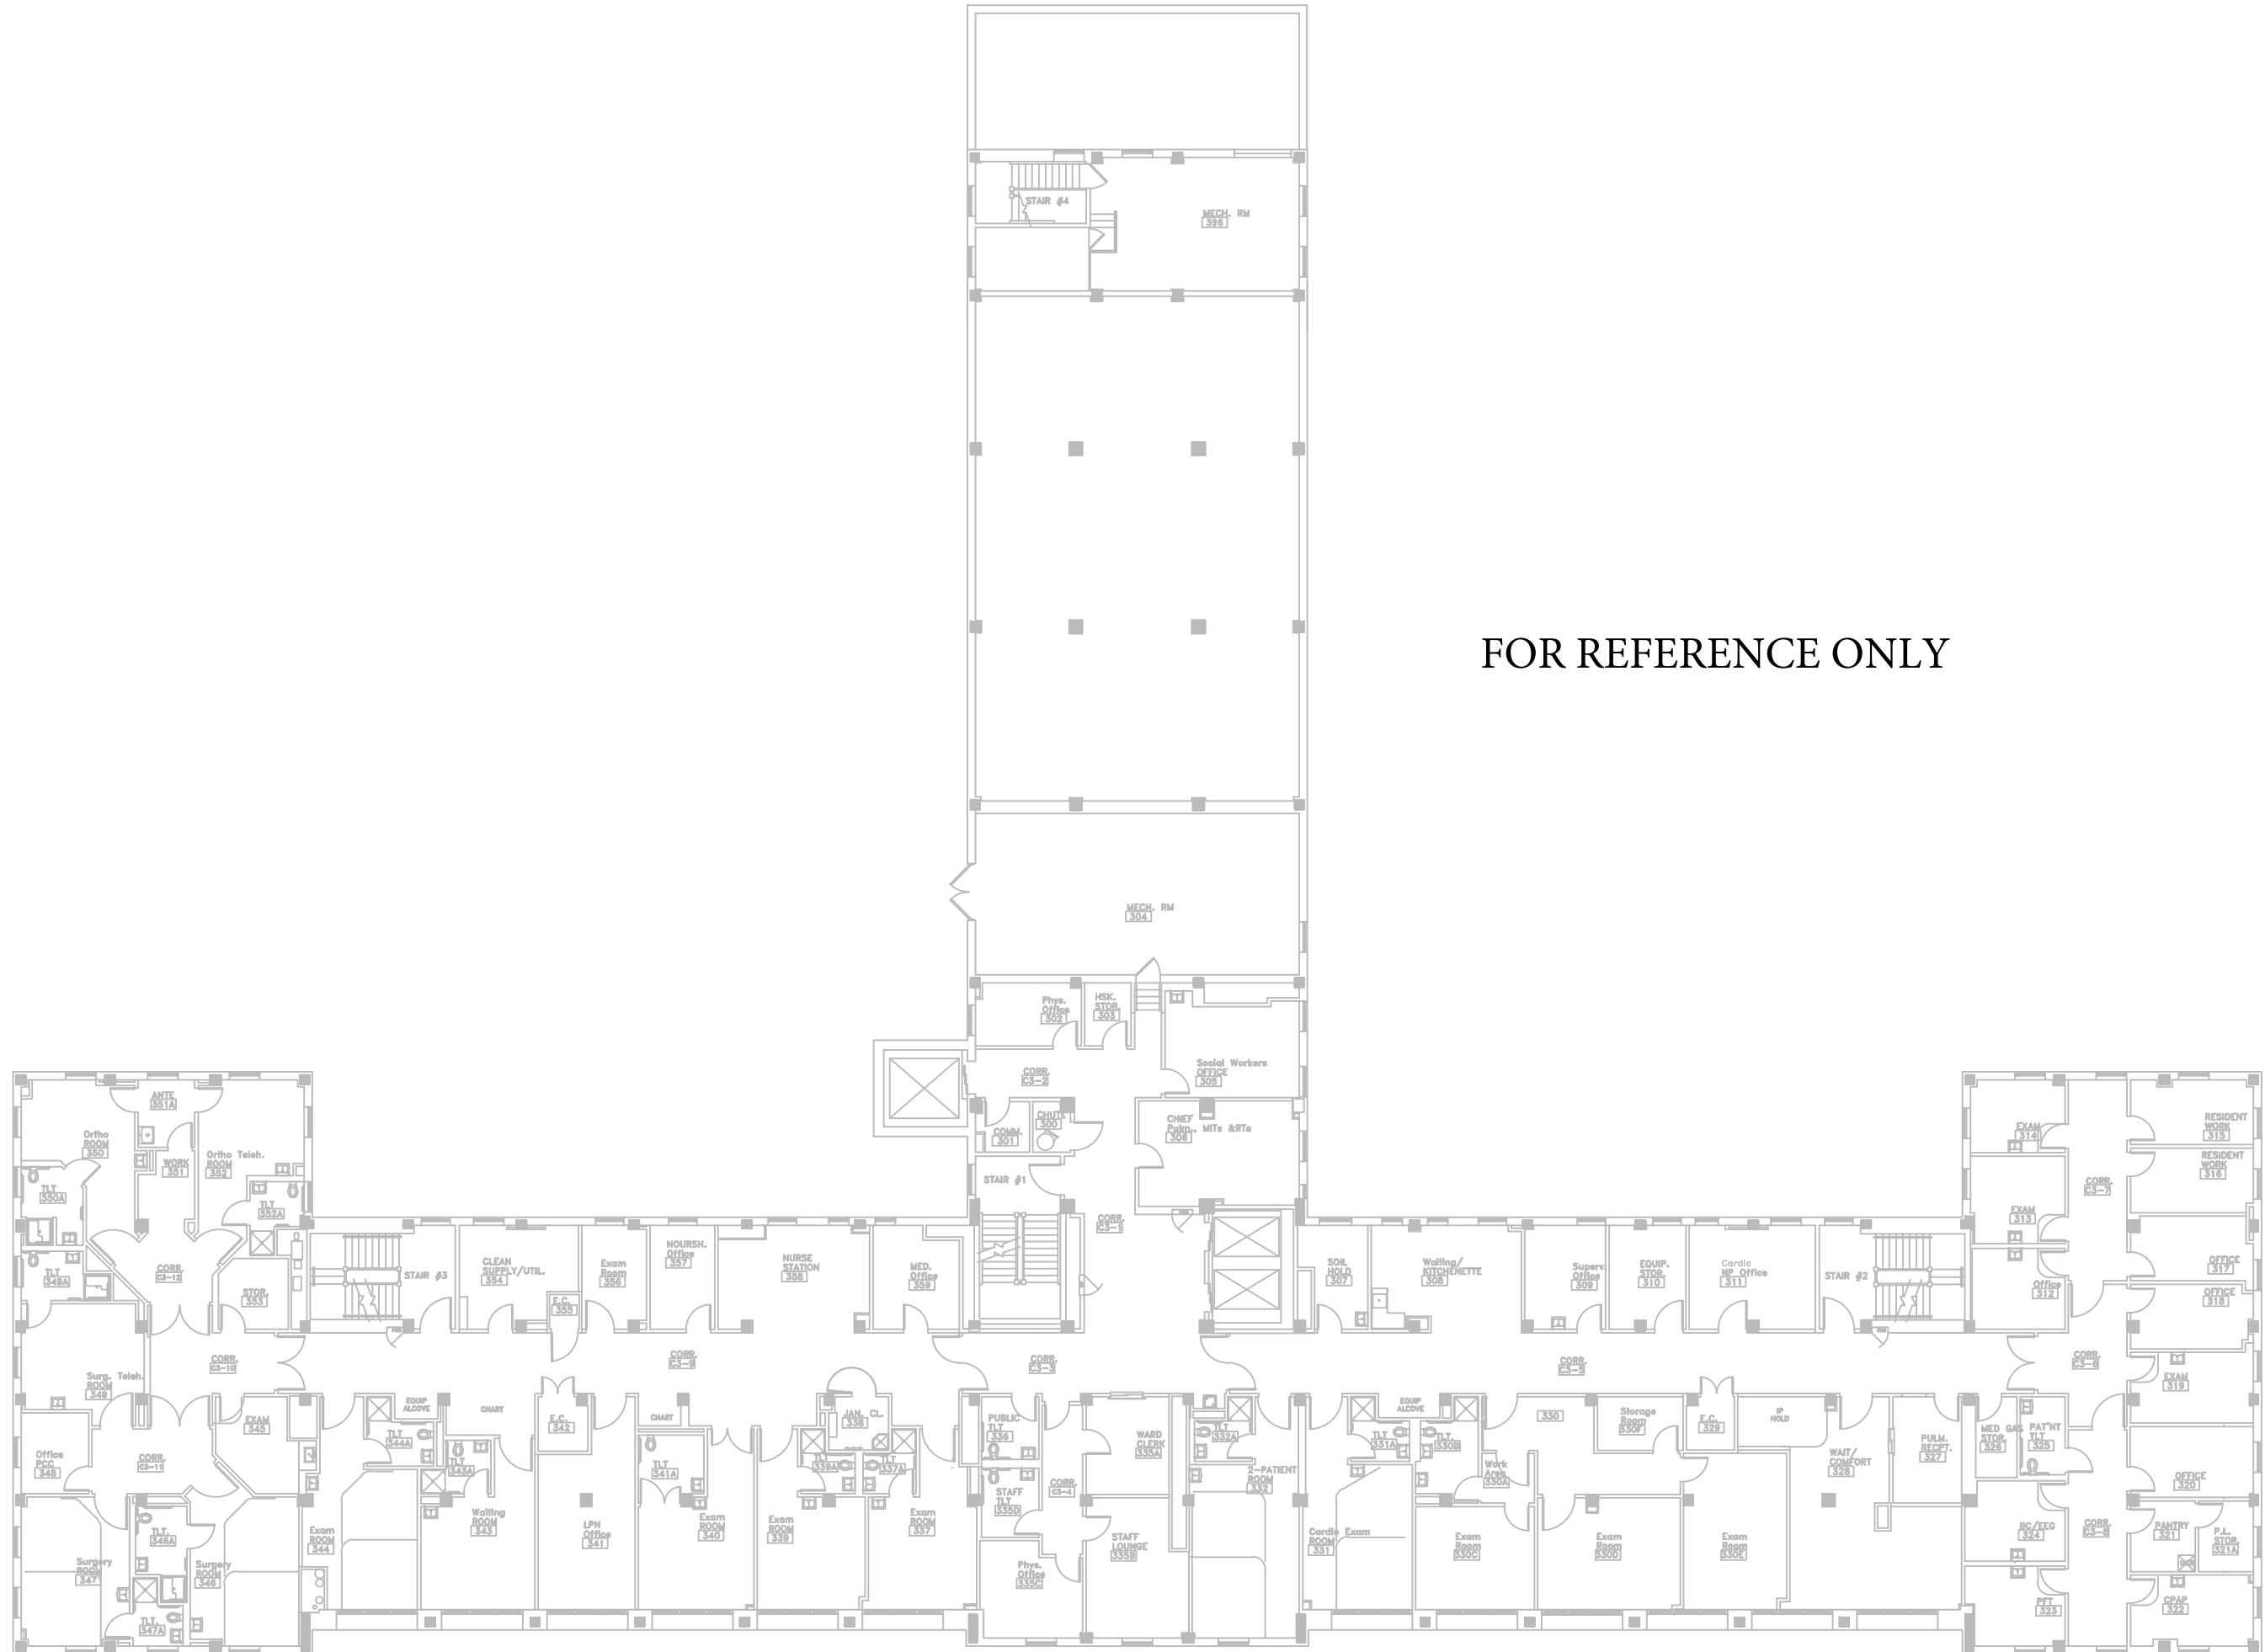 STAIR #4
MECH. RM
396
FOR REFERENCE ONLY
MECH. RM
304
Phys.
Office
302
HSK.
STOR.
303
Social Workers
OFFICE
305
CORR.
C3-2
CHUTE
300
COMM.
301
CHIEF
Pulm., MITs &RTs
306
STAIR #1
CORR.
C3-1
ANTE
351A
Ortho
ROOM
350
WORK
351
Ortho Teleh.
ROOM
352
TLT
350A
TLT
352A
TLT
349A
CORR.
C3-12
STOR.
353
STAIR #3
CLEAN
SUPPLY/UTIL.
354
E.C.
355
Exam
Room
356
NOURSH.
Office
357
NURSE
STATION
358
MED.
Office
359
SOIL
HOLD
307
Waiting/
KITCHENETTE
308
Superv.
Office
309
EQUIP.
STOR.
310
Cardio
NP Office
311
STAIR #2
Office
312
EXAM
313
EXAM
314
CORR.
C3-7
RESIDENT
WORK
315
RESIDENT
WORK
316
OFFICE
317
OFFICE
318
Surg. Teleh.
ROOM
349
CORR.
C3-10
CORR.
C3-9
CORR.
C3-3
CORR.
C3-5
CORR.
C3-6
EXAM
319
Office
PCC
348
CORR.
C3-11
EXAM
345
TLT
344A
EQUIP
ALCOVE
CHART
TLT
343A
E.C.
342
CHART
TLT
341A
JAN. CL.
338
TLT
339A
TLT
337A
PUBLIC
TLT
336
STAFF
TLT
335D
CORR.
C3-4
WARD
CLERK
335A
TLT
332A
2-PATIENT
ROOM
332
EQUIP
ALCOVE
TLT
331A
TLT.
330B
330
Work
Area
330A
Storage
Room
330F
E.C.
329
IP
HOLD
WAIT/
COMFORT
328
PULM.
RECPT.
327
MED GAS
STOR.
326
PAT'NT
TLT
325
OFFICE
320
Surgery
ROOM
347
TLT.
346A
TLT.
347A
Surgery
ROOM
346
Exam
ROOM
344
Waiting
ROOM
343
LPN
Office
341
Exam
ROOM
340
Exam
ROOM
339
Exam
ROOM
337
Phys.
Office
335C
STAFF
LOUNGE
335B
Cardio Exam
ROOM
331
Exam
Room
330C
Exam
Room
330D
Exam
Room
330E
BC/EEG
324
CORR.
C3-8
PANTRY
321
P.I.
STOR.
321A
PFT
323
CPAP
322